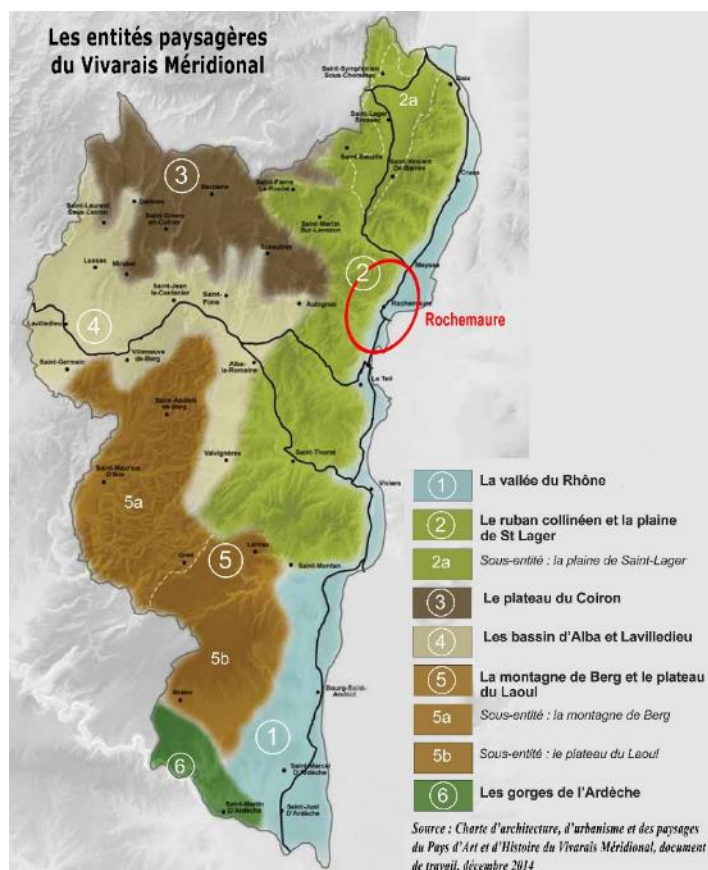 Les entités paysagères
du Vivarais Méridional
Saint-Symphorien
Sous-Chomérac
Baix
2a
Saint-Lager
Bressac
Saint-Bauzile
Saint-Vincent
De-Barres
Cruas
3
Berzème
Saint-Pierre
La-Roche
Darbres
Saint-Laurent
Sous-Coiron
Saint-Gineis
en-Coiron
Saint-Martin
Sur-Lavezon
Sceautres
Meysse
Lussas
Mirabel
2
Saint-Jean
le-Centenier
Saint-
Pons
Aubignas
Rochemaure
Rochemaure
Lavilledieu
4
Villeneuve
de-Berg
Saint-Germain
Alba-
la-Romaine
Le Teil
Saint-Andéol
de-Berg
Valvignères
Saint-Thomé
Saint-Maurice
D'Ibie
Viviers
5a
Gras
5
Larnas
Saint-Montan
5b
Bidon
Bourg-Saint-
Andéol
1
6
Saint-Marcel
D'Ardèche
Saint-Martin
D'Ardèche
Saint-Just
D'Ardèche
1 La vallée du Rhône
2 Le ruban collinéen et la plaine
de St Lager
2a Sous-entité : la plaine de Saint-Lager
3 Le plateau du Coiron
4 Les bassin d'Alba et Lavilledieu
5 La montagne de Berg et le plateau
du Laoul
5a Sous-entité : la montagne de Berg
5b Sous-entité : le plateau du Laoul
6 Les gorges de l'Ardèche
Source : Charte d'architecture, d'urbanisme et des paysages
du Pays d'Art et d'Histoire du Vivarais Méridional, document
de travail, décembre 2014